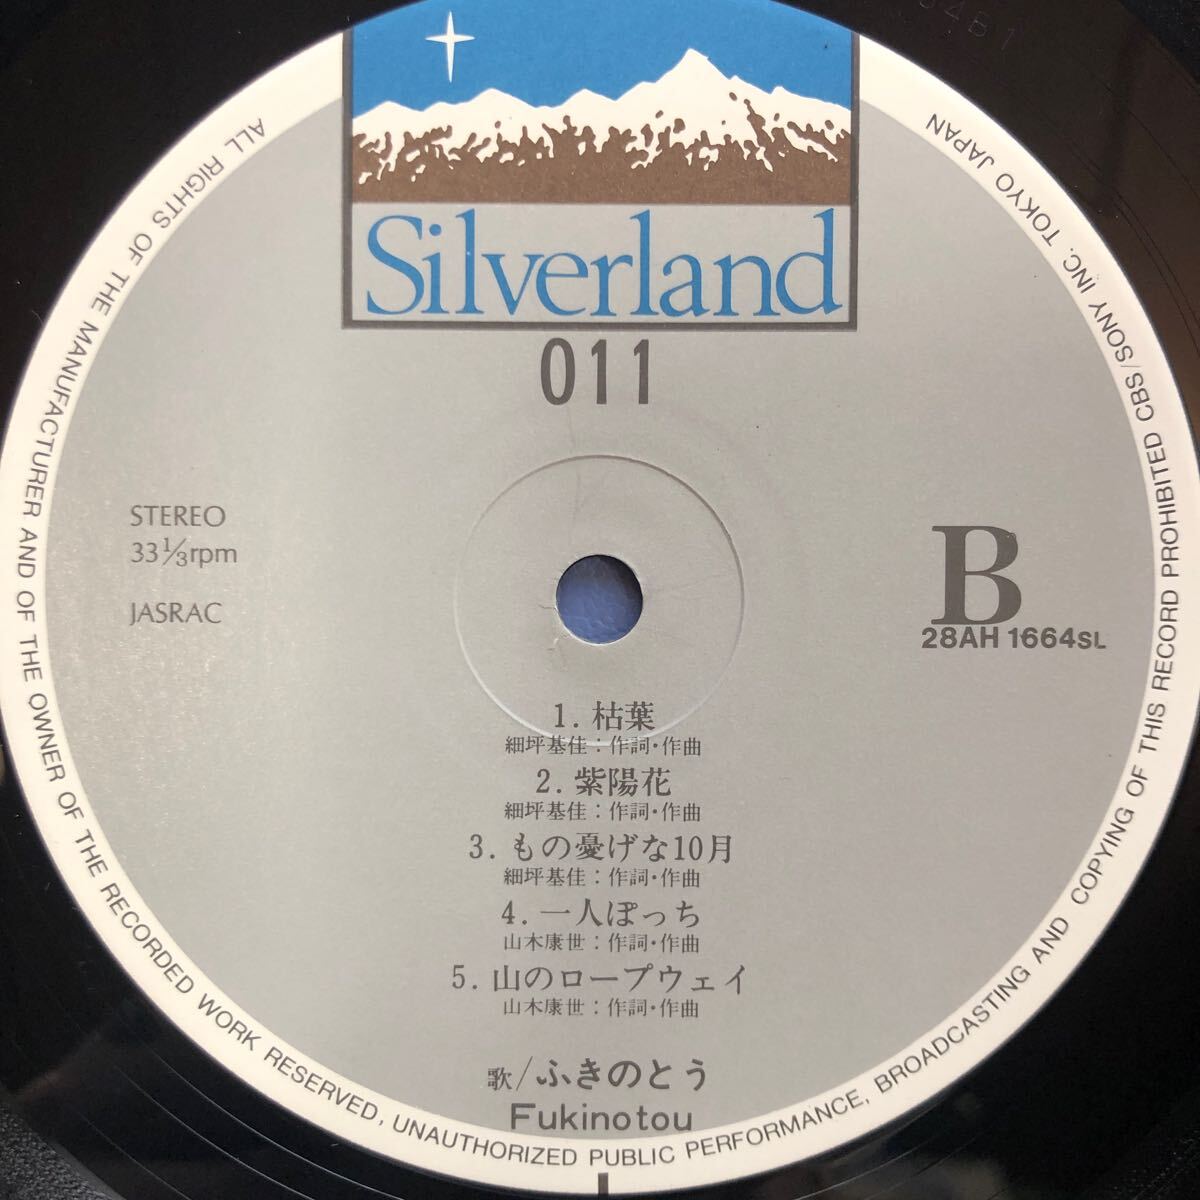 84B1
Silverland
011
STEREO
33⅓rpm
JASRAC
B
28AH 1664SL
1. 枯葉
細坪基佳：作詞・作曲
2. 紫陽花
細坪基佳：作詞・作曲
3. もの憂げな10月
細坪基佳：作詞・作曲
4. 一人ぽっち
山木康世：作詞・作曲
5. 山のロープウェイ
山木康世：作詞・作曲
歌/ふきのとう
Fukinotou
ALL RIGHTS OF THE MANUFACTURER AND OF THE OWNER OF THE RECORDED WORK RESERVED, UNAUTHORIZED PUBLIC PERFORMANCE, BROADCASTING AND COPYING OF THIS RECORD PROHIBITED CBS/SONY INC. TOKYO JAPAN